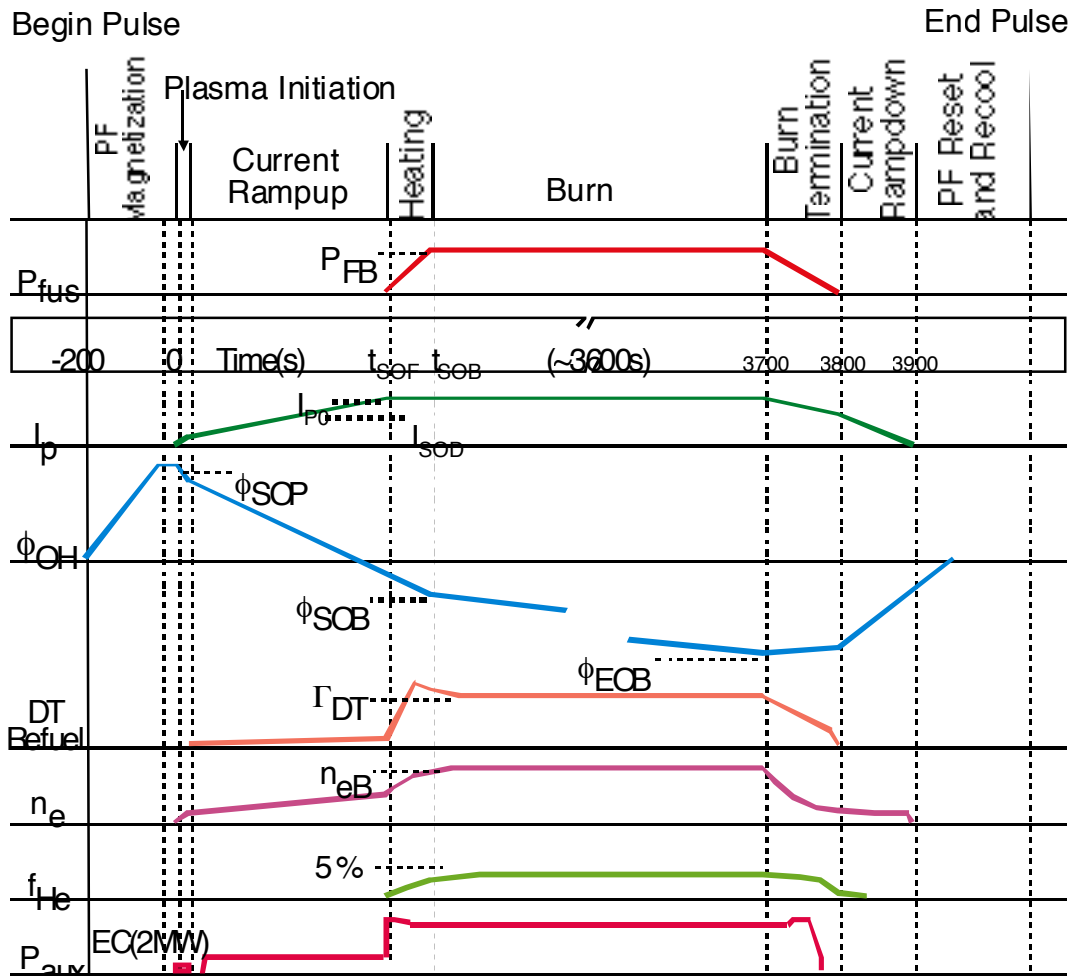 Begin Pulse
End Pulse
PF
Magnetization
Plasma Initiation
Current
Rampup
Heating
Burn
Burn
Termination
Current
Rampdown
PF Reset
and Recool
P_FB
P_fus
-200 0 Time(s) t_SOF t_SOB (~3600s) 3700 3800 3900
I_P0
I_p
I_SOD
ϕ_SOP
ϕ_OH
ϕ_SOB
ϕ_EOB
Γ_DT
DT
Refuel
n_eB
n_e
5%
f_He
EC(2MW)
P_aux